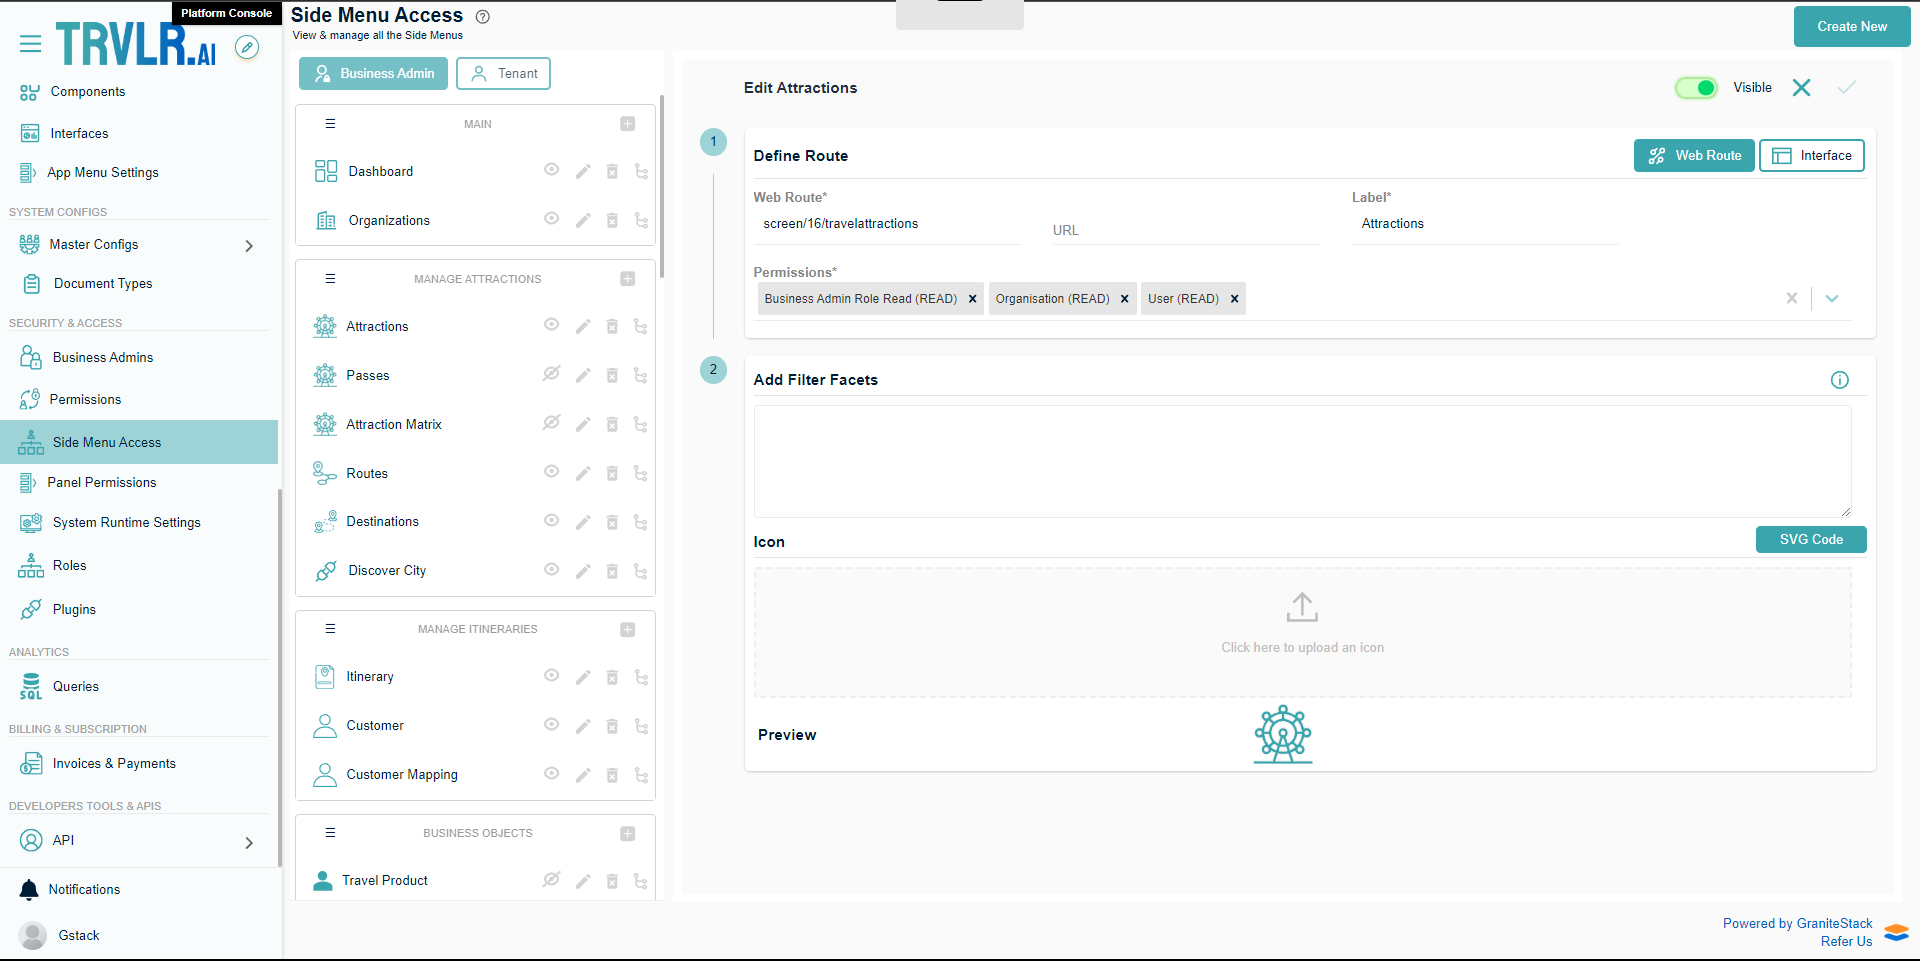 Platform Console
TRVLR.AI
Components
Interfaces
App Menu Settings
SYSTEM CONFIGS
Master Configs
Document Types
SECURITY & ACCESS
Business Admins
Permissions
Side Menu Access
Panel Permissions
System Runtime Settings
Roles
Plugins
ANALYTICS
SQL
Queries
BILLING & SUBSCRIPTION
Invoices & Payments
DEVELOPERS TOOLS & APIS
API
Notifications
Gstack
Side Menu Access
View & manage all the Side Menus
Create New
Business Admin
Tenant
MAIN
Dashboard
Organizations
MANAGE ATTRACTIONS
Attractions
Passes
Attraction Matrix
Routes
Destinations
Discover City
MANAGE ITINERARIES
Itinerary
Customer
Customer Mapping
BUSINESS OBJECTS
Travel Product
Edit Attractions
Visible
1
Define Route
Web Route
Interface
Web Route*
Label*
screen/16/travelattractions
URL
Attractions
Permissions*
Business Admin Role Read (READ)
Organisation (READ)
User (READ)
2
Add Filter Facets
Icon
SVG Code
Click here to upload an icon
Preview
Powered by GraniteStack
Refer Us